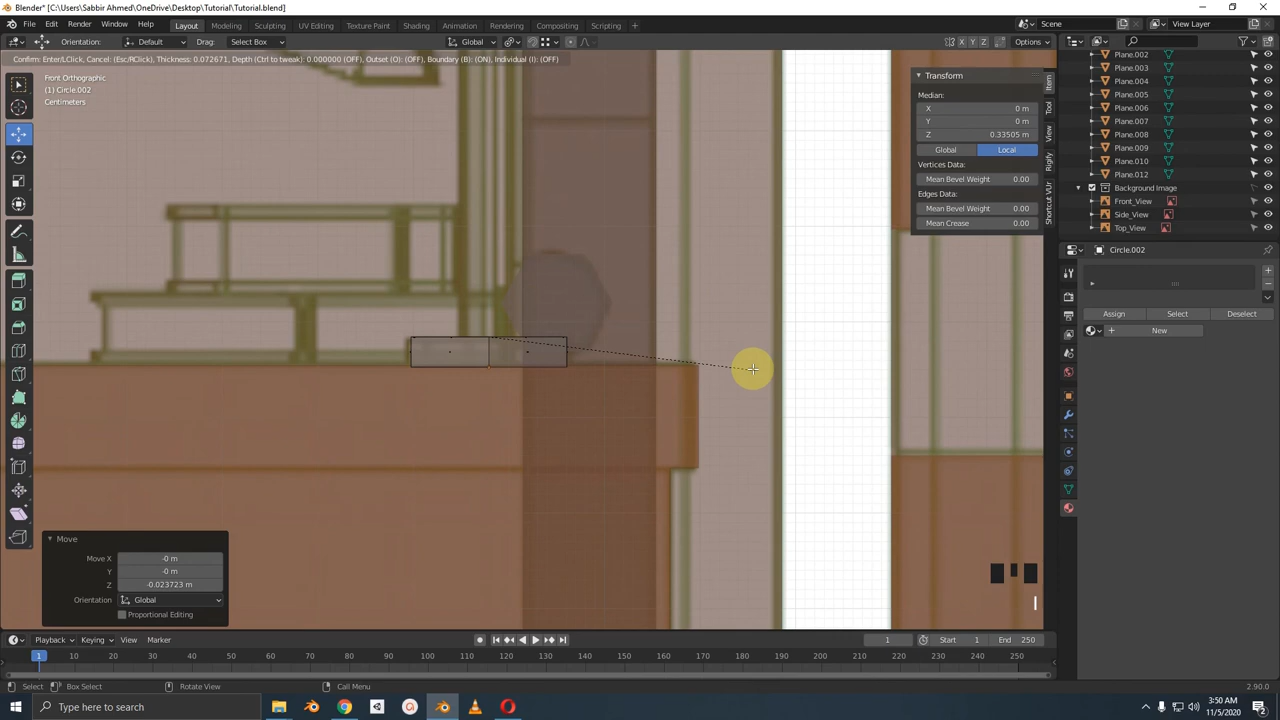 Blender* [C:\Users\Sabbir Ahmed\OneDrive\Desktop\Tutorial\Tutorial.blend]
File Edit Render Window Help Layout Modeling Sculpting UV Editing Texture Paint Shading Animation Rendering Compositing Scripting + Scene View Layer
Orientation: Default Drag: Select Box Global X Y Z Options
Confirm: Enter/LClick, Cancel: (Esc/RClick), Thickness: 0.072671, Depth (Ctrl to tweak): 0.000000 (OFF), Outset (O): (OFF), Boundary (B): (ON), Individual (I): (OFF)
Front Orthographic
(1) Circle.002
Centimeters
Transform
Median:
X 0 m
Y 0 m
Z 0.33505 m
Global Local
Vertices Data:
Mean Bevel Weight 0.00
Edges Data:
Mean Bevel Weight 0.00
Mean Crease 0.00
Item
Tool
View
Rigify
Shortcut VUr
Plane.002
Plane.003
Plane.004
Plane.005
Plane.006
Plane.007
Plane.008
Plane.009
Plane.010
Plane.012
Background Image
Front_View
Side_View
Top_View
Circle.002
Assign Select Deselect
New
Move
Move X -0 m
Y -0 m
Z -0.023723 m
Orientation Global
Proportional Editing
Playback Keying View Marker 1 Start 1 End 250
1 10 20 30 40 50 60 70 80 90 100 110 120 130 140 150 160 170 180 190 200 210 220 230 240 250
Select Box Select Rotate View Call Menu 2.90.0
Type here to search
3:50 AM
11/5/2020
2